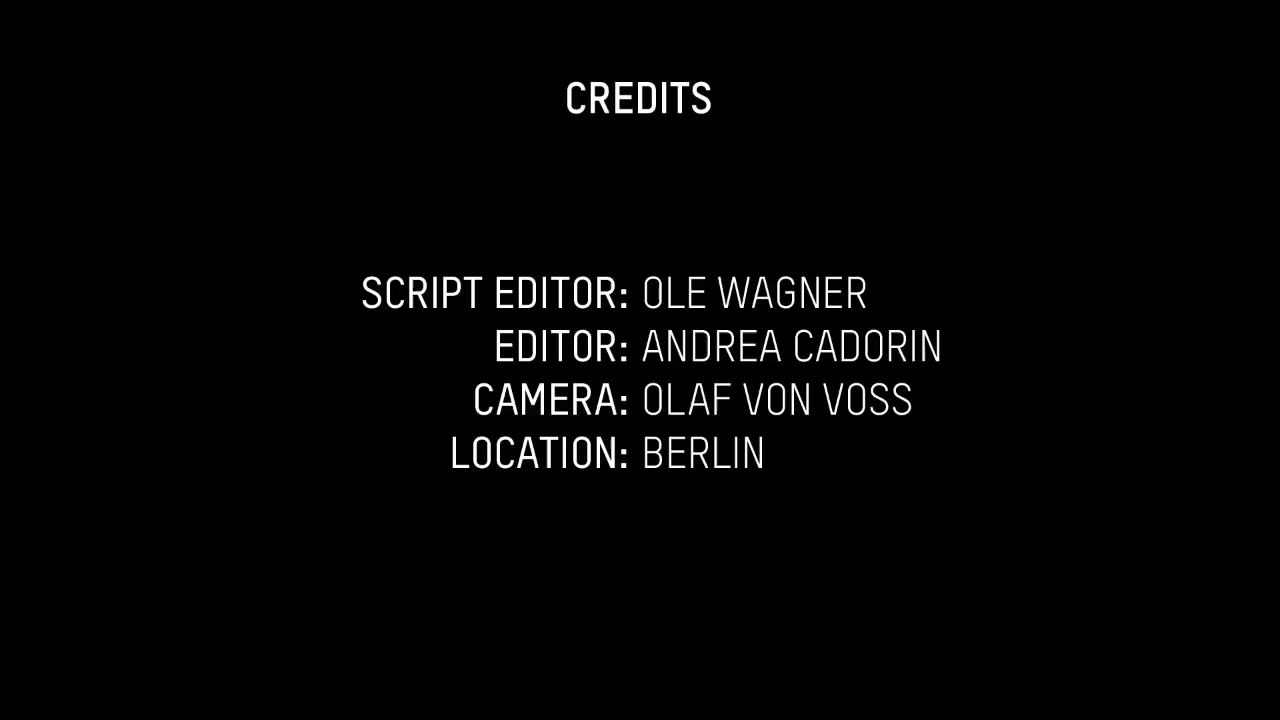 CREDITS
SCRIPT EDITOR: OLE WAGNER
EDITOR: ANDREA CADORIN
CAMERA: OLAF VON VOSS
LOCATION: BERLIN